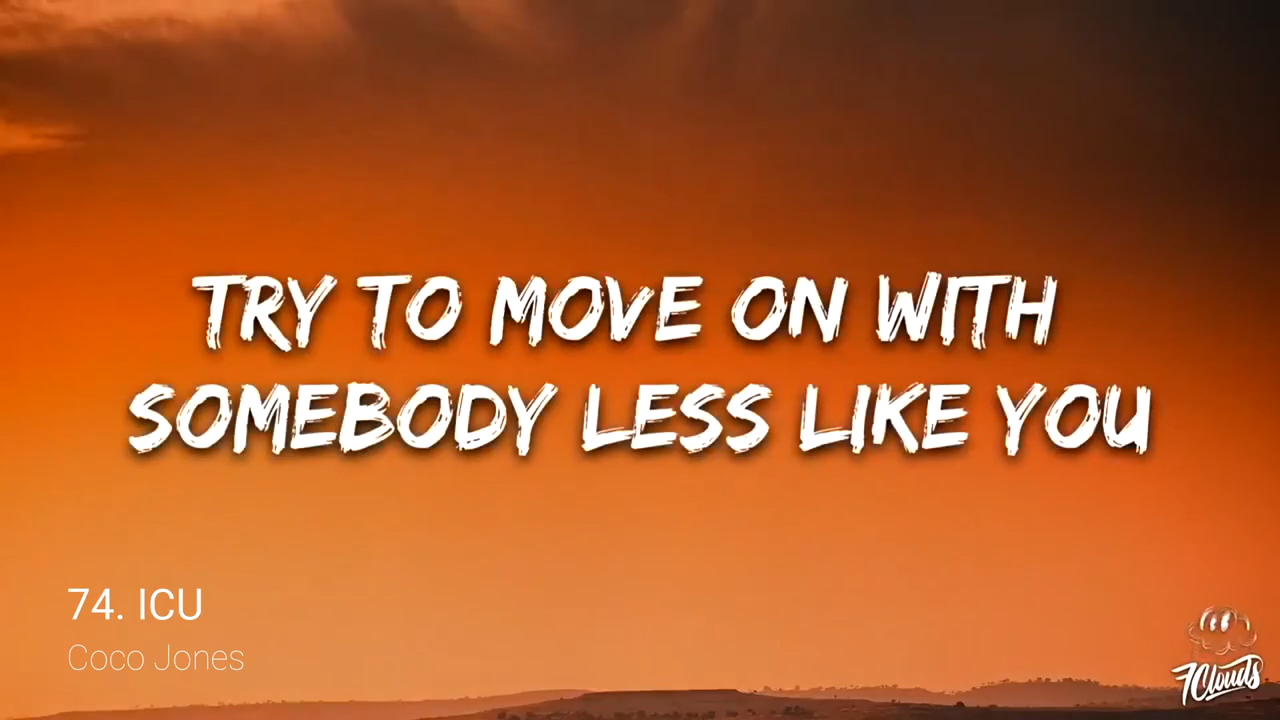 TRY TO MOVE ON WITH
SOMEBODY LESS LIKE YOU
74. ICU
Coco Jones
7Clouds